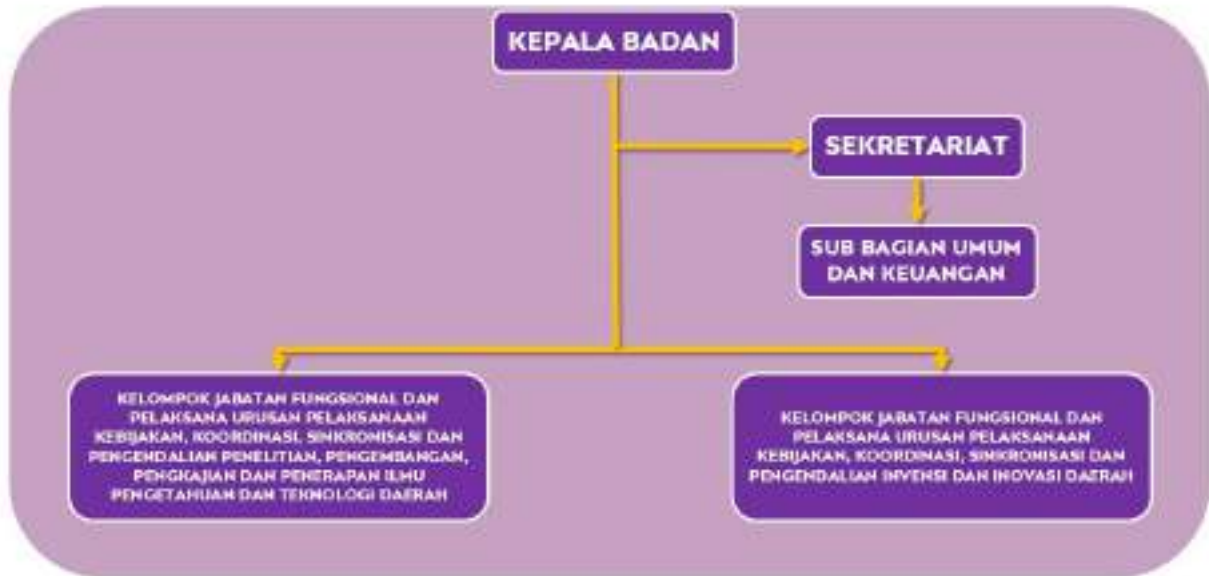 KEPALA BADAN
SEKRETARIAT
SUB BAGIAN UMUM
DAN KEUANGAN
KELOMPOK JABATAN FUNGSIONAL DAN
PELAKSANA URUSAN PELAKSANAAN
KEBIJAKAN, KOORDINASI, SINKRONISASI DAN
PENGENDALIAN PENELITIAN, PENGEMBANGAN,
PENGKAJIAN DAN PENERAPAN ILMU
PENGETAHUAN DAN TEKNOLOGI DAERAH
KELOMPOK JABATAN FUNGSIONAL DAN
PELAKSANA URUSAN PELAKSANAAN
KEBIJAKAN, KOORDINASI, SINKRONISASI DAN
PENGENDALIAN INVENSI DAN INOVASI DAERAH